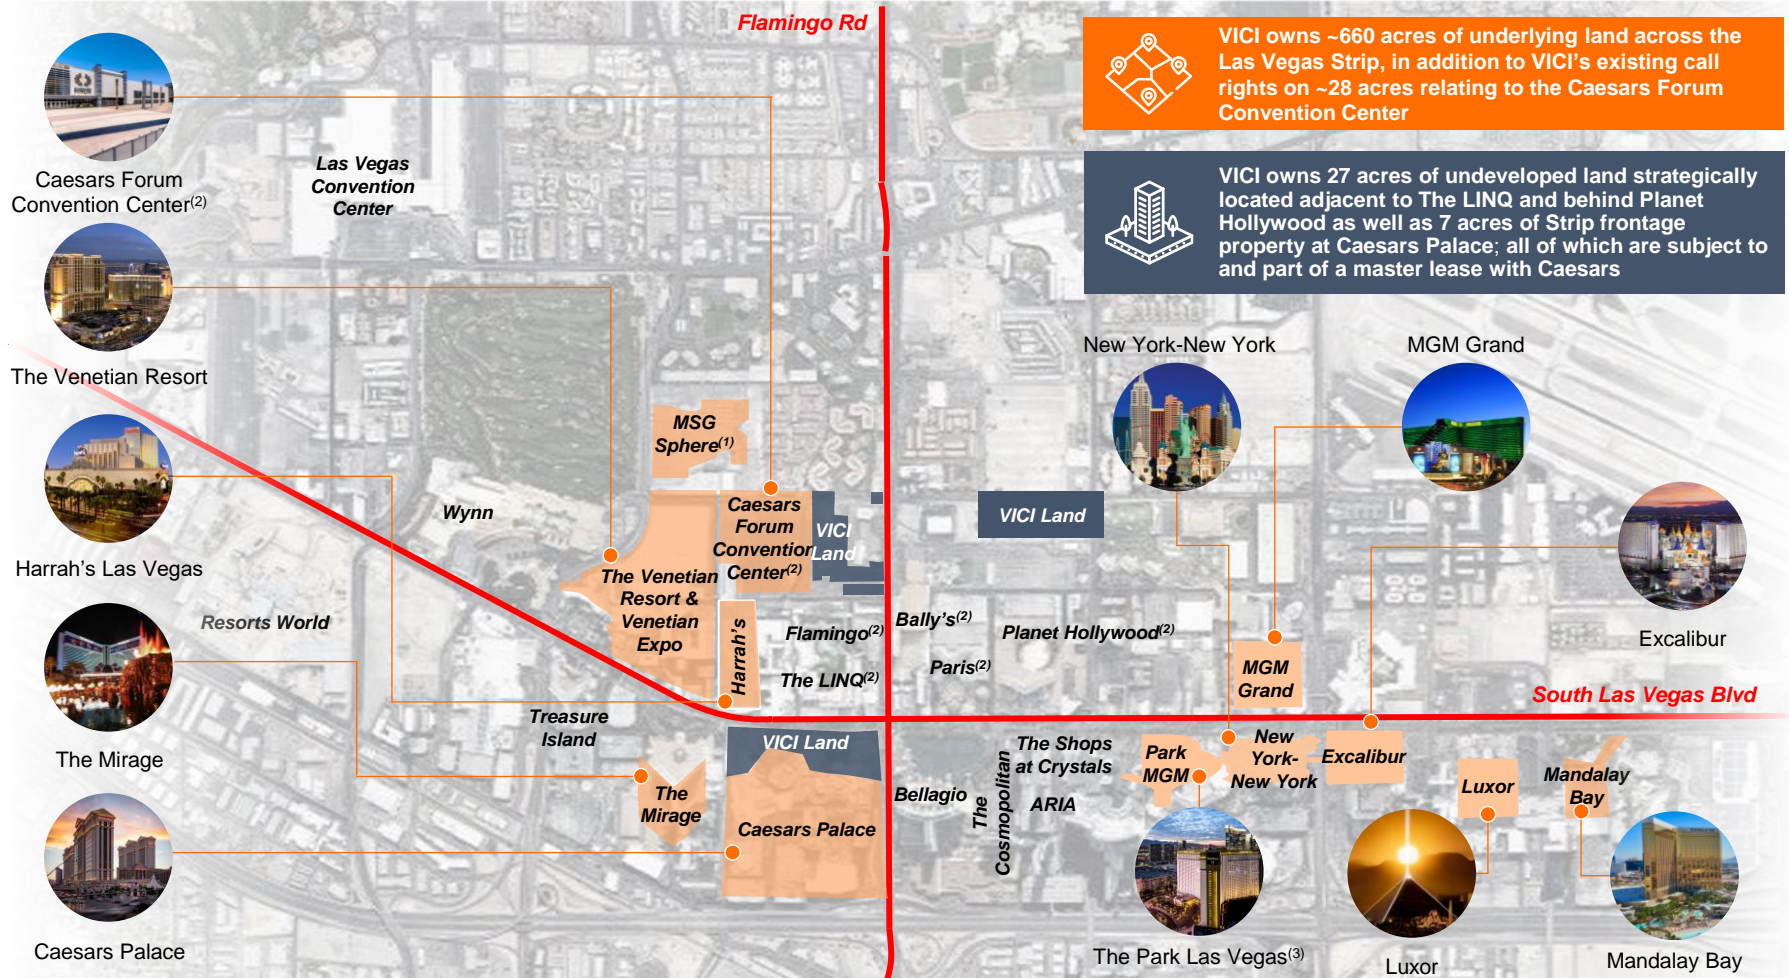 Flamingo Rd
VICI owns ~660 acres of underlying land across the
Las Vegas Strip, in addition to VICI's existing call
rights on ~28 acres relating to the Caesars Forum
Convention Center
VICI owns 27 acres of undeveloped land strategically
located adjacent to The LINQ and behind Planet
Hollywood as well as 7 acres of Strip frontage
property at Caesars Palace; all of which are subject to
and part of a master lease with Caesars
Caesars Forum
Convention Center(2)
Las Vegas
Convention
Center
The Venetian Resort
New York-New York
MGM Grand
MSG
Sphere(1)
Harrah's Las Vegas
Wynn
Caesars
Forum
Convention
Center(2)
VICI
Land
VICI Land
The Venetian
Resort &
Venetian
Expo
Harrah's
Resorts World
Flamingo(2)
The LINQ(2)
Bally's(2)
Paris(2)
Planet Hollywood(2)
MGM
Grand
Excalibur
South Las Vegas Blvd
The Mirage
Treasure
Island
VICI Land
The
Mirage
Caesars Palace
Bellagio
The
Cosmopolitan
The Shops
at Crystals
ARIA
Park
MGM
New
York-
New York
Excalibur
Luxor
Mandalay
Bay
Caesars Palace
The Park Las Vegas(3)
Luxor
Mandalay Bay